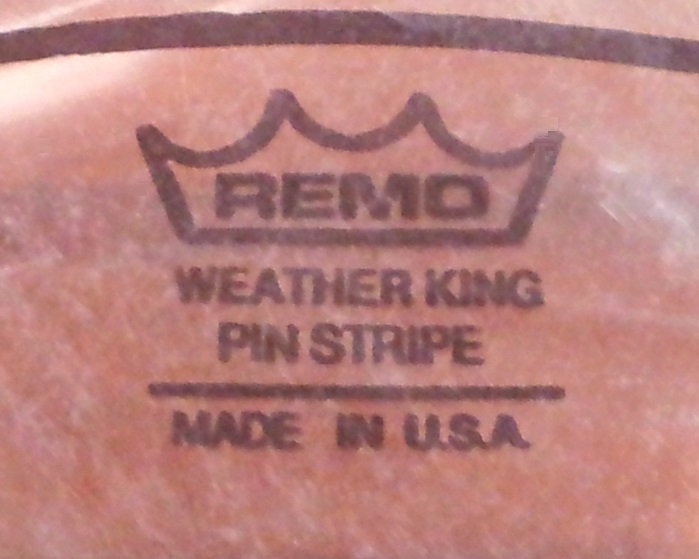 REMO
WEATHER KING
PIN STRIPE
MADE IN U.S.A.